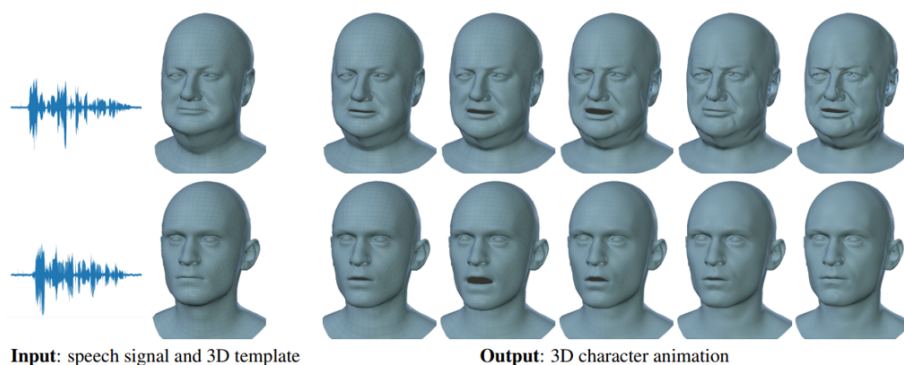 Input: speech signal and 3D template
Output: 3D character animation